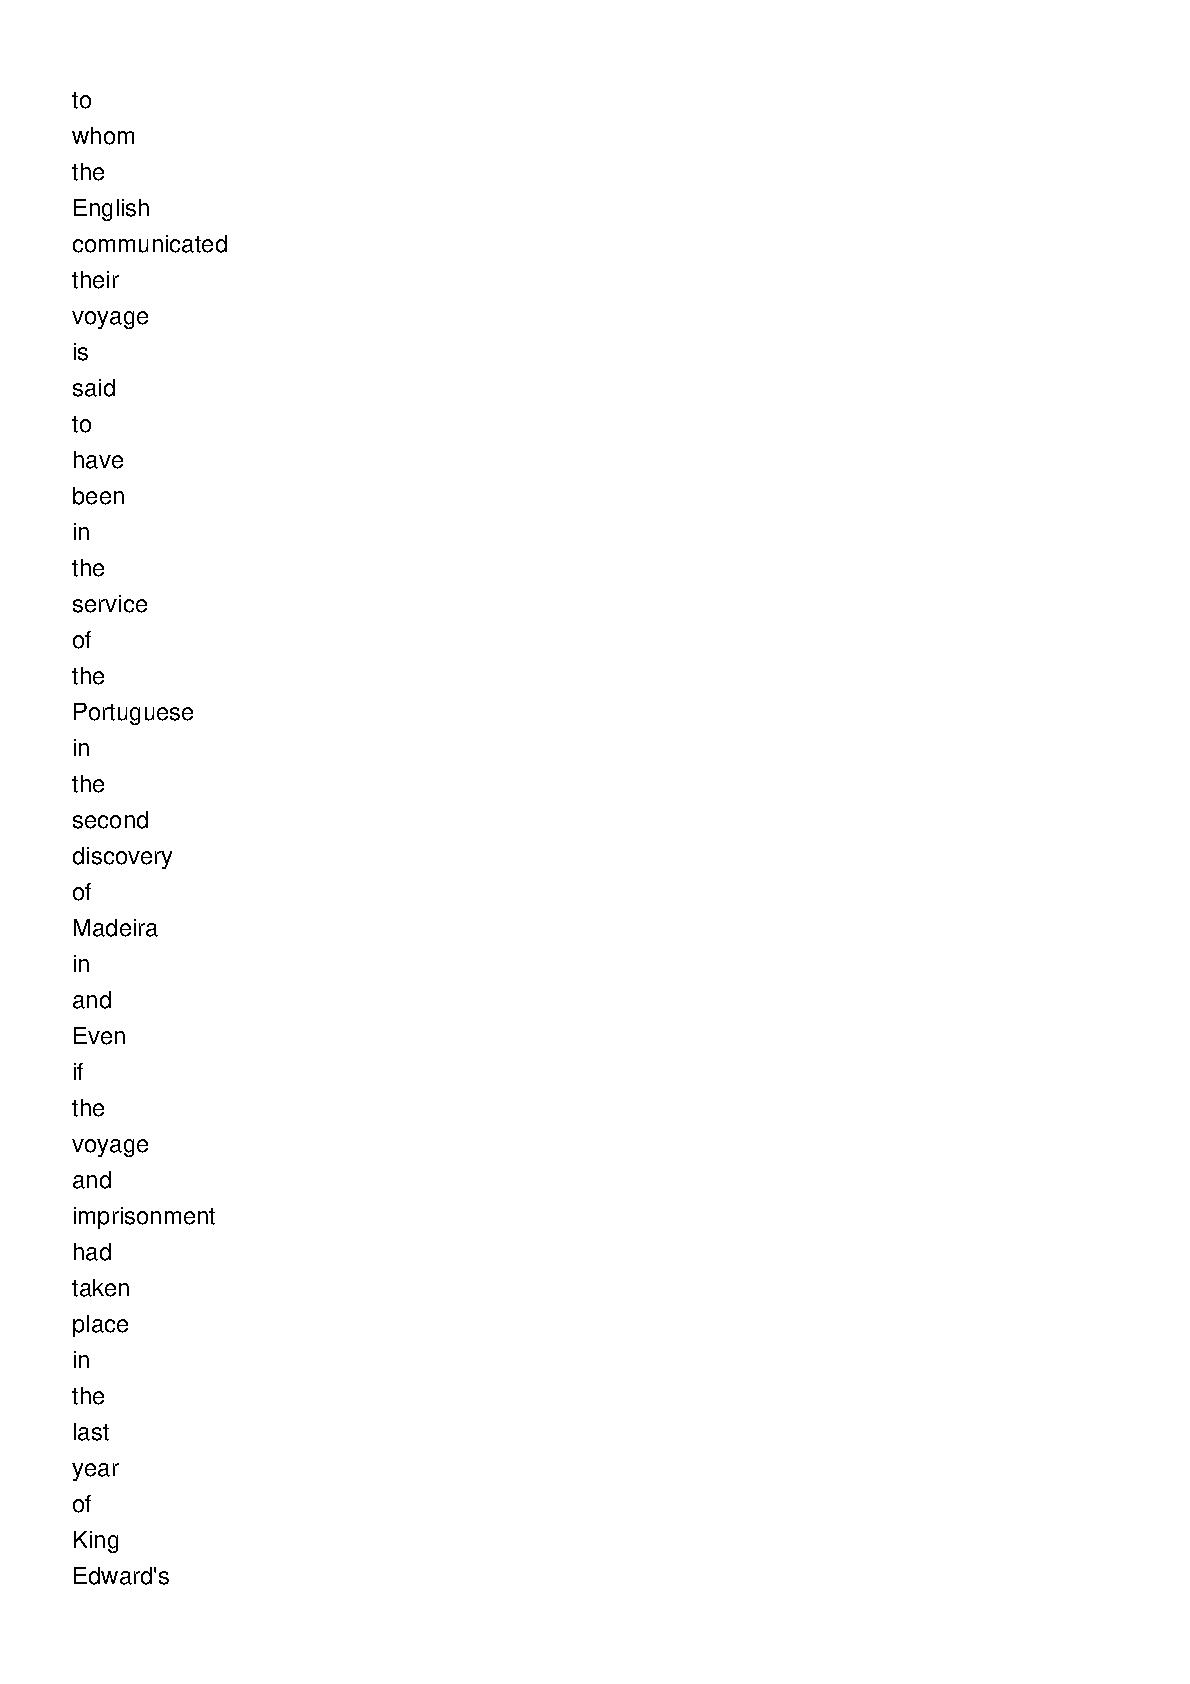 to
whom
the
English
communicated
their
voyage
is
said
to
have
been
in
the
service
of
the
Portuguese
in
the
second
discovery
of
Madeira
in
and
Even
if
the
voyage
and
imprisonment
had
taken
place
in
the
last
year
of
King
Edward's